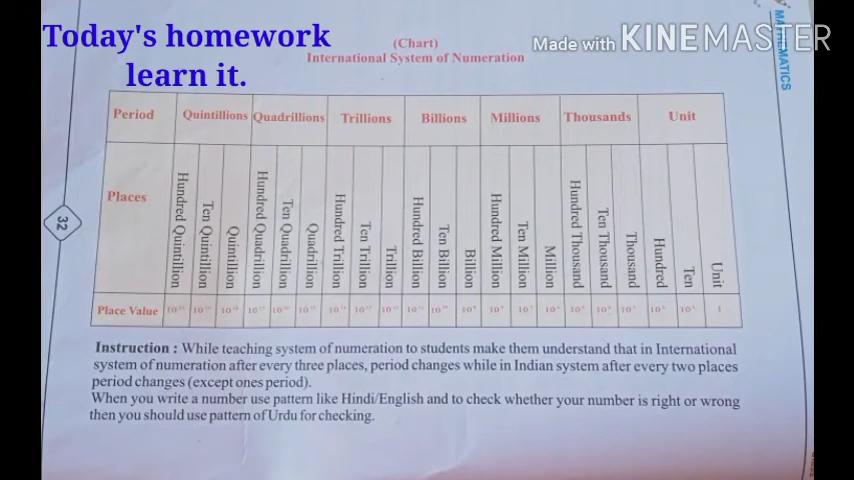 Today's homework
learn it.
Made with KINEMASTER
MATHEMATICS
(Chart)
International System of Numeration
Period Quintillions Quadrillions Trillions Billions Millions Thousands Unit
Places
Hundred Quintillion
Ten Quintillion
Quintillion
Hundred Quadrillion
Ten Quadrillion
Quadrillion
Hundred Trillion
Ten Trillion
Trillion
Hundred Billion
Ten Billion
Billion
Hundred Million
Ten Million
Million
Hundred Thousand
Ten Thousand
Thousand
Hundred
Ten
Unit
Place Value
32
Instruction : While teaching system of numeration to students make them understand that in International
system of numeration after every three places, period changes while in Indian system after every two places
period changes (except ones period).
When you write a number use pattern like Hindi/English and to check whether your number is right or wrong
then you should use pattern of Urdu for checking.